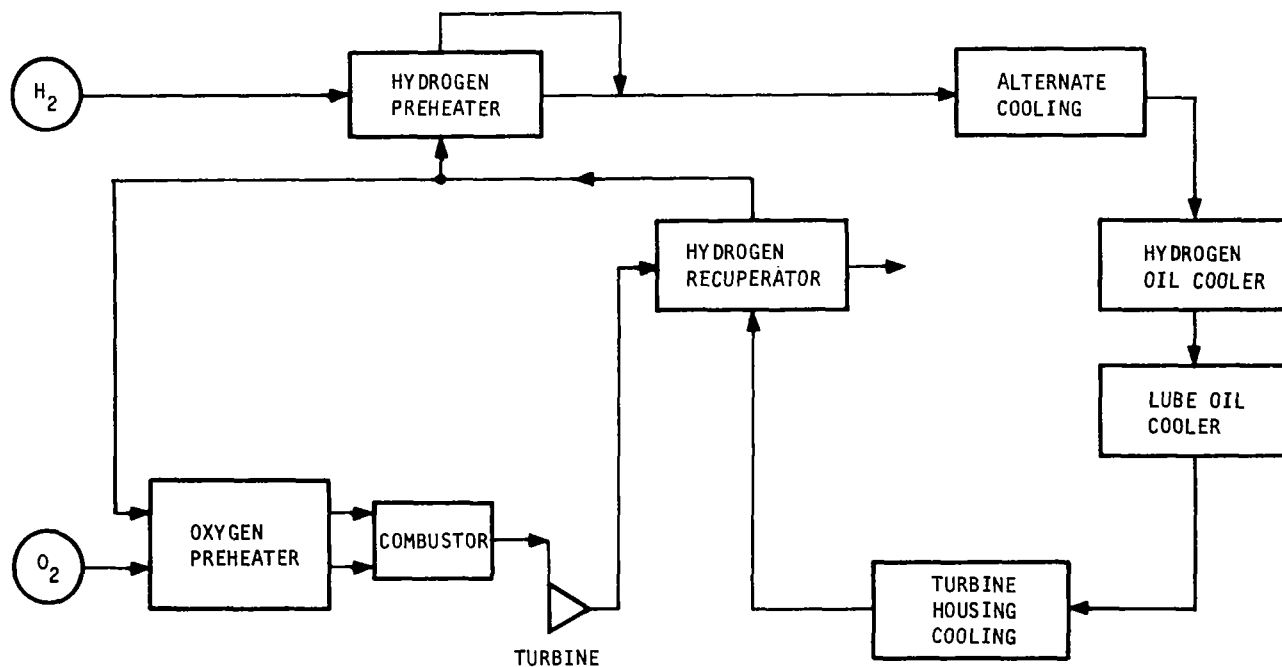 H2
HYDROGEN
PREHEATER
ALTERNATE
COOLING
HYDROGEN
RECUPERATOR
HYDROGEN
OIL COOLER
LUBE OIL
COOLER
OXYGEN
PREHEATER
COMBUSTOR
O2
TURBINE
HOUSING
COOLING
TURBINE